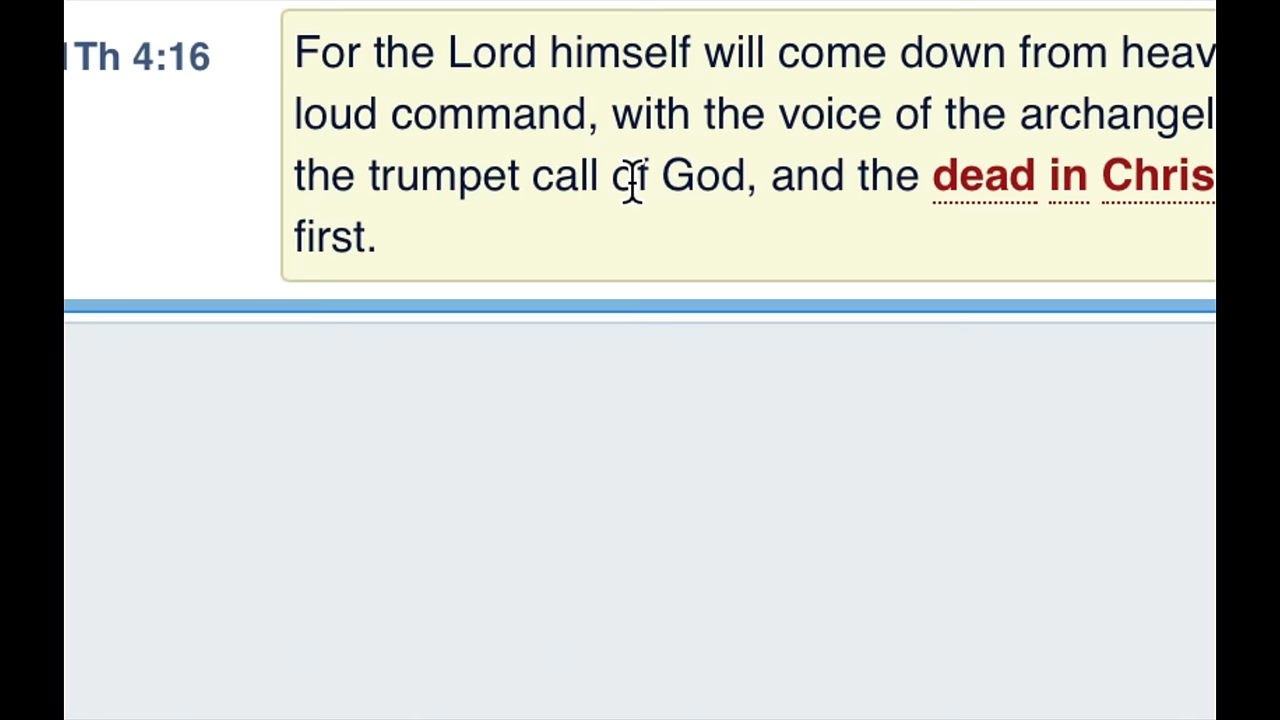 Th 4:16
For the Lord himself will come down from heav
loud command, with the voice of the archangel
the trumpet call of God, and the dead in Chris
first.